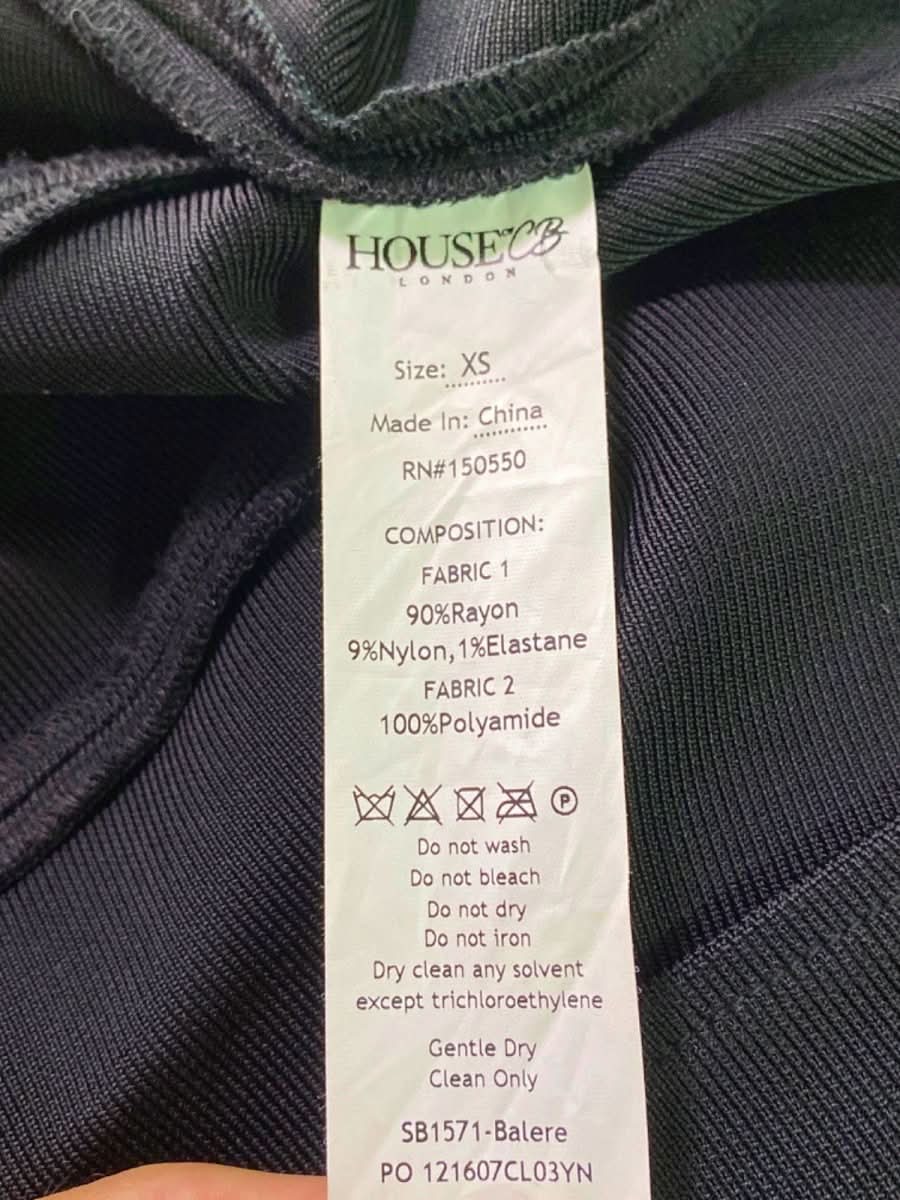 HOUSE OF CB
LONDON
Size: XS
Made In: China
RN#150550
COMPOSITION:
FABRIC 1
90%Rayon
9%Nylon,1%Elastane
FABRIC 2
100%Polyamide
P
Do not wash
Do not bleach
Do not dry
Do not iron
Dry clean any solvent
except trichloroethylene
Gentle Dry
Clean Only
SB1571-Balere
PO 121607CL03YN